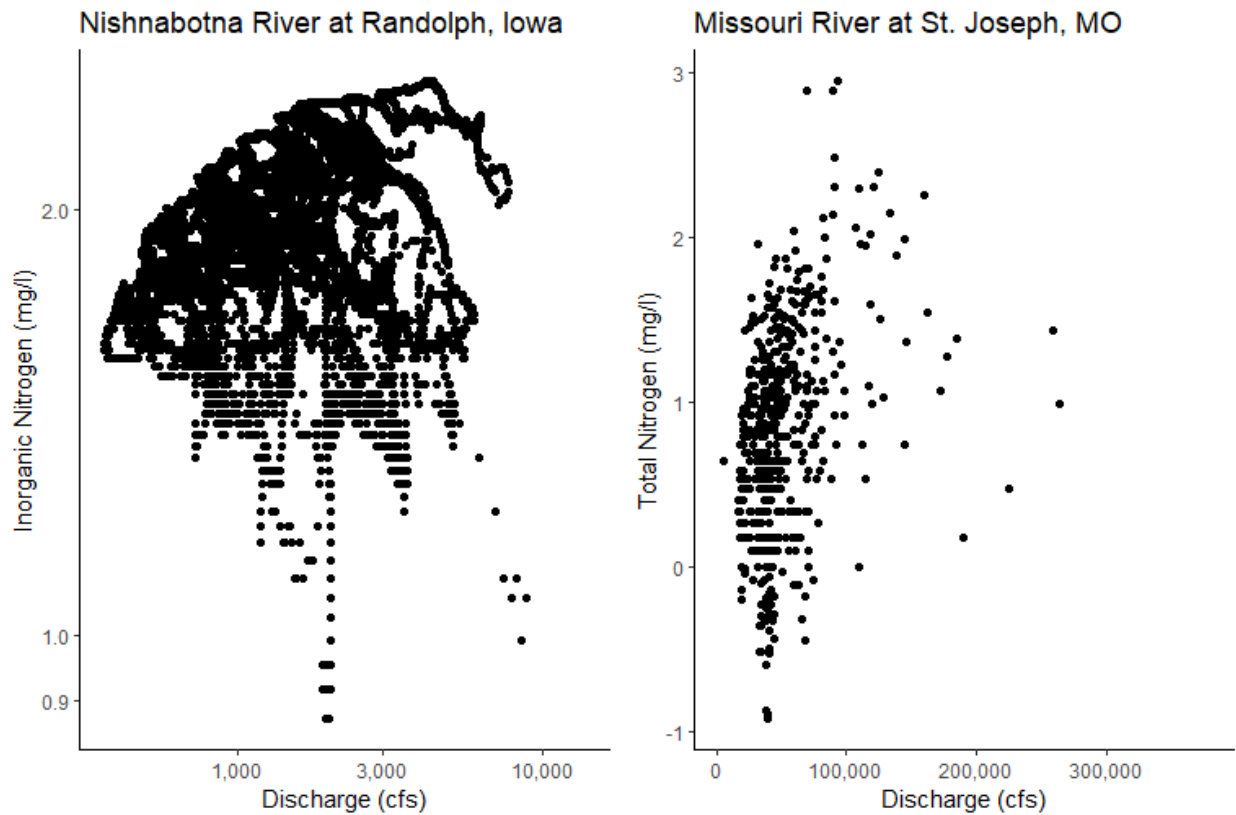 Nishnabotna River at Randolph, Iowa
Inorganic Nitrogen (mg/l)
2.0
1.0
0.9
1,000 3,000 10,000
Discharge (cfs)
Missouri River at St. Joseph, MO
Total Nitrogen (mg/l)
3
2
1
0
-1
0 100,000 200,000 300,000
Discharge (cfs)